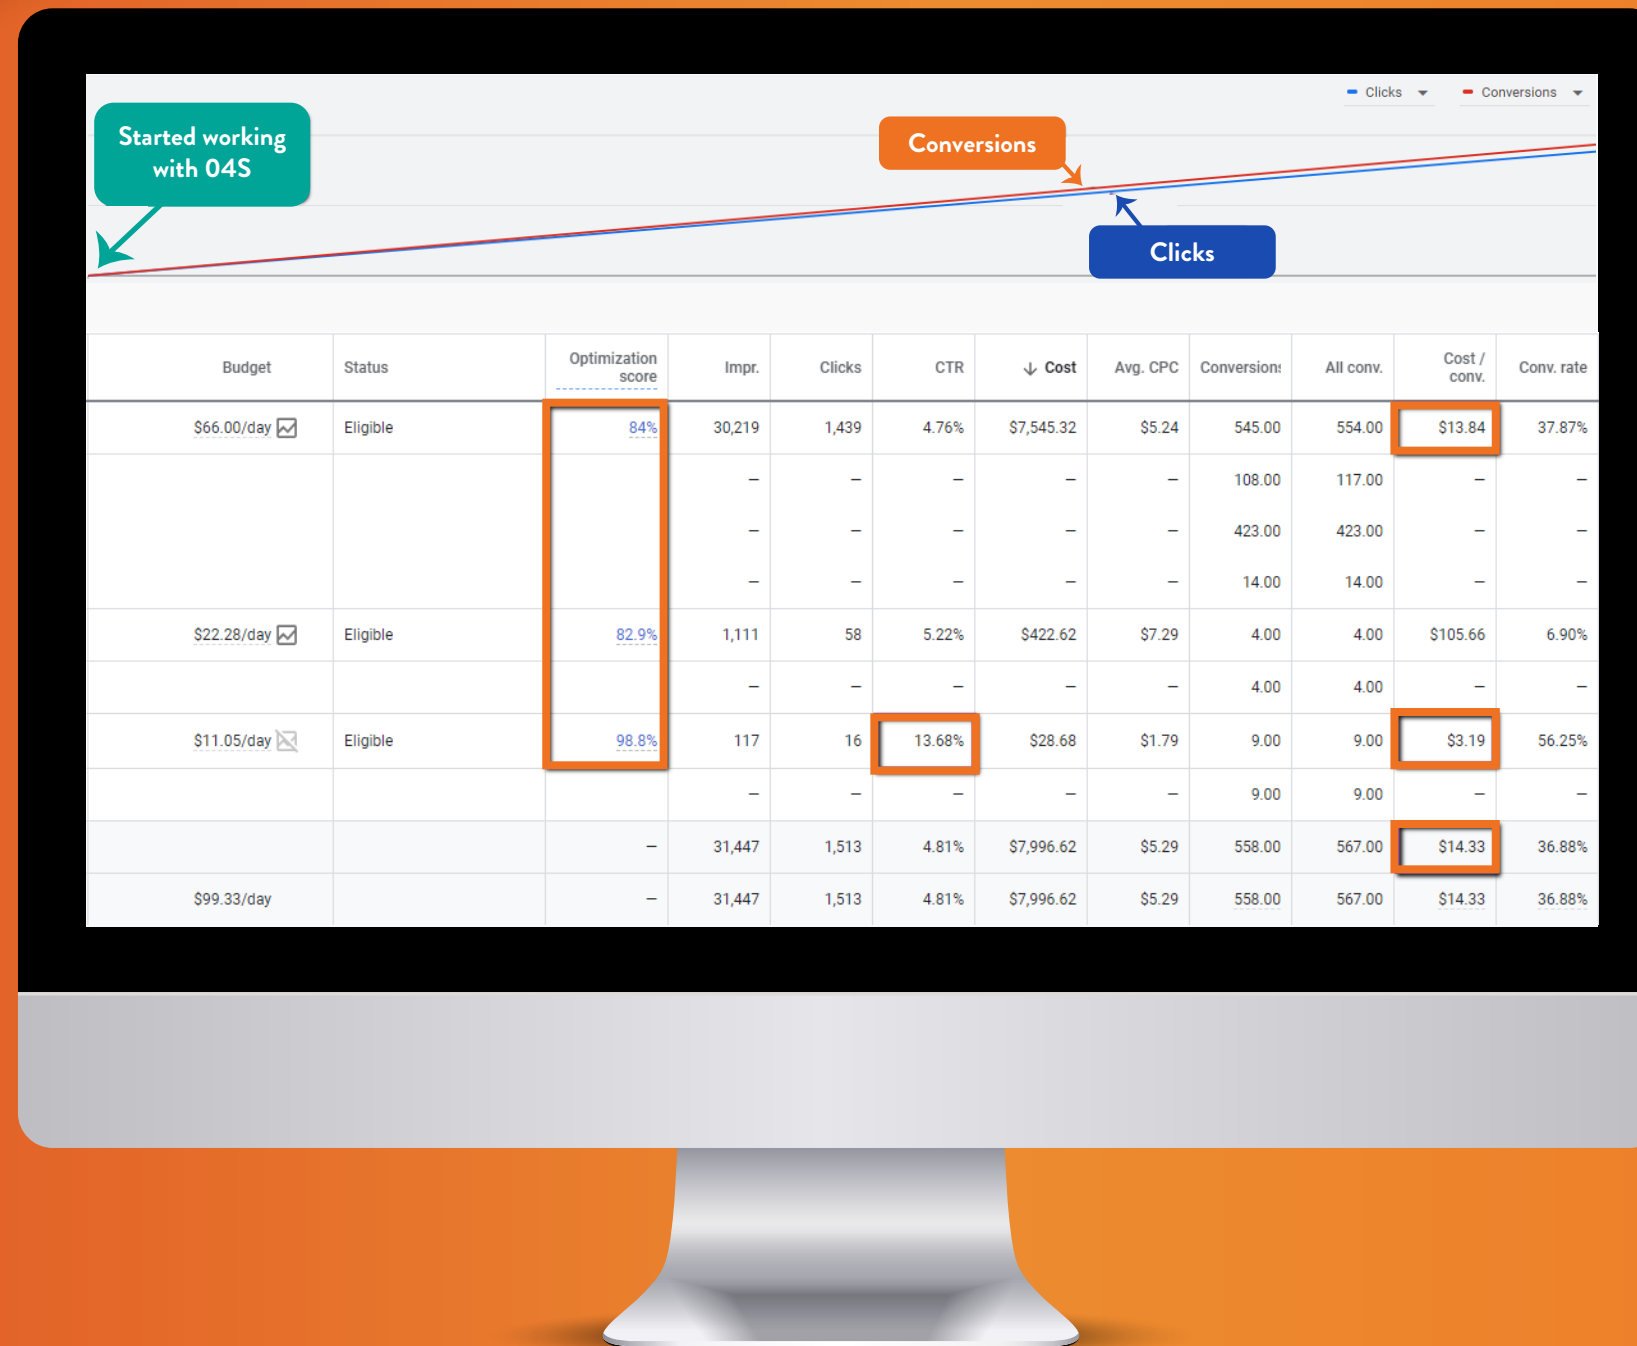 Clicks Conversions
Started working
with 04S
Conversions
Clicks
Budget Status Optimization score Impr. Clicks CTR Cost Avg. CPC Conversions All conv. Cost / conv. Conv. rate
$66.00/day Eligible 84% 30,219 1,439 4.76% $7,545.32 $5.24 545.00 554.00 $13.84 37.87%
– – – – – 108.00 117.00 – –
– – – – – 423.00 423.00 – –
– – – – – 14.00 14.00 – –
$22.28/day Eligible 82.9% 1,111 58 5.22% $422.62 $7.29 4.00 4.00 $105.66 6.90%
– – – – – 4.00 4.00 – –
$11.05/day Eligible 98.8% 117 16 13.68% $28.68 $1.79 9.00 9.00 $3.19 56.25%
– – – – – 9.00 9.00 – –
– 31,447 1,513 4.81% $7,996.62 $5.29 558.00 567.00 $14.33 36.88%
$99.33/day – 31,447 1,513 4.81% $7,996.62 $5.29 558.00 567.00 $14.33 36.88%